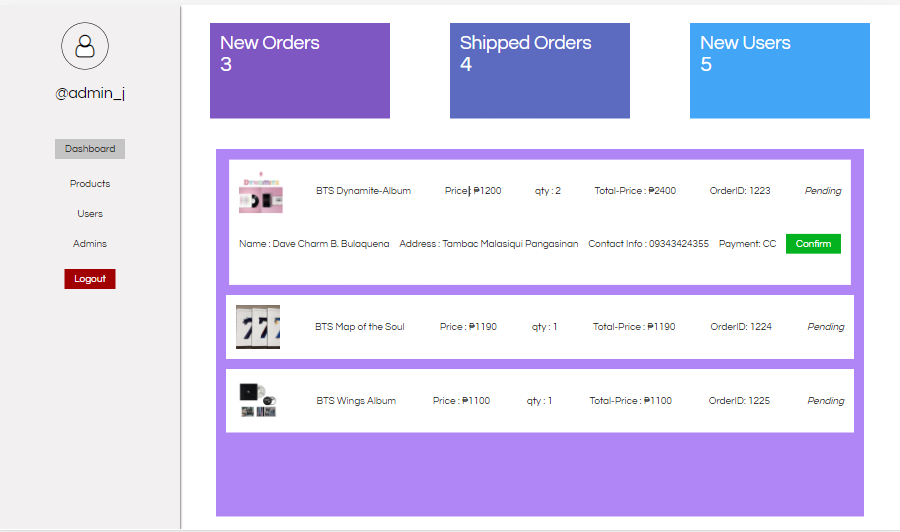 @admin_j
Dashboard
Products
Users
Admins
Logout
New Orders
3
Shipped Orders
4
New Users
5
BTS Dynamite-Album Price: ₱1200 qty : 2 Total-Price : ₱2400 OrderID: 1223 Pending
Name : Dave Charm B. Bulaquena Address : Tambac Malasiqui Pangasinan Contact Info : 09343424355 Payment: CC Confirm
BTS Map of the Soul Price : ₱1190 qty : 1 Total-Price : ₱1190 OrderID: 1224 Pending
BTS Wings Album Price : ₱1100 qty : 1 Total-Price : ₱1100 OrderID: 1225 Pending